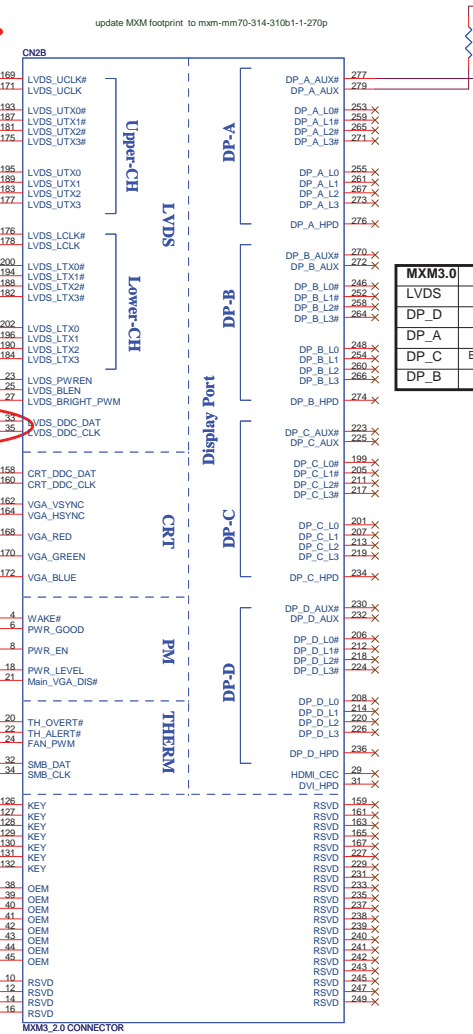 update MXM footprint to mxm-mm70-314-310b1-1-270p
CN2B
169 LVDS_UCLK#
171 LVDS_UCLK
193 LVDS_UTX0#
187 LVDS_UTX1#
181 LVDS_UTX2#
175 LVDS_UTX3#
195 LVDS_UTX0
189 LVDS_UTX1
183 LVDS_UTX2
177 LVDS_UTX3
Upper-CH
176 LVDS_LCLK#
178 LVDS_LCLK
200 LVDS_LTX0#
194 LVDS_LTX1#
188 LVDS_LTX2#
182 LVDS_LTX3#
202 LVDS_LTX0
196 LVDS_LTX1
190 LVDS_LTX2
184 LVDS_LTX3
Lower-CH
LVDS
23 LVDS_PWREN
25 LVDS_BLEN
27 LVDS_BRIGHT_PWM
33 LVDS_DDC_DAT
35 LVDS_DDC_CLK
158 CRT_DDC_DAT
160 CRT_DDC_CLK
162 VGA_VSYNC
164 VGA_HSYNC
168 VGA_RED
170 VGA_GREEN
172 VGA_BLUE
CRT
4 WAKE#
6 PWR_GOOD
8 PWR_EN
18 PWR_LEVEL
21 Main_VGA_DIS#
PM
20 TH_OVERT#
22 TH_ALERT#
24 FAN_PWM
32 SMB_DAT
34 SMB_CLK
THERM
126 KEY
127 KEY
128 KEY
129 KEY
130 KEY
131 KEY
132 KEY
38 OEM
39 OEM
40 OEM
41 OEM
42 OEM
43 OEM
44 OEM
45 OEM
10 RSVD
12 RSVD
14 RSVD
16 RSVD
Display Port
DP-A
DP_A_AUX# 277
DP_A_AUX 279
DP_A_L0# 253
DP_A_L1# 259
DP_A_L2# 265
DP_A_L3# 271
DP_A_L0 255
DP_A_L1 261
DP_A_L2 267
DP_A_L3 273
DP_A_HPD 276
DP-B
DP_B_AUX# 270
DP_B_AUX 272
DP_B_L0# 246
DP_B_L1# 252
DP_B_L2# 258
DP_B_L3# 264
DP_B_L0 248
DP_B_L1 254
DP_B_L2 260
DP_B_L3 266
DP_B_HPD 274
DP-C
DP_C_AUX# 223
DP_C_AUX 225
DP_C_L0# 199
DP_C_L1# 205
DP_C_L2# 211
DP_C_L3# 217
DP_C_L0 201
DP_C_L1 207
DP_C_L2 213
DP_C_L3 219
DP_C_HPD 234
DP-D
DP_D_AUX# 230
DP_D_AUX 232
DP_D_L0# 206
DP_D_L1# 212
DP_D_L2# 218
DP_D_L3# 224
DP_D_L0 208
DP_D_L1 214
DP_D_L2 220
DP_D_L3 226
DP_D_HPD 236
HDMI_CEC 29
DVI_HPD 31
RSVD 159
RSVD 161
RSVD 163
RSVD 165
RSVD 167
RSVD 227
RSVD 229
RSVD 231
RSVD 233
RSVD 235
RSVD 237
RSVD 238
RSVD 239
RSVD 240
RSVD 241
RSVD 242
RSVD 243
RSVD 245
RSVD 247
RSVD 249
MXM3_2.0 CONNECTOR
MXM3.0
LVDS
DP_D
DP_A
DP_C E
DP_B